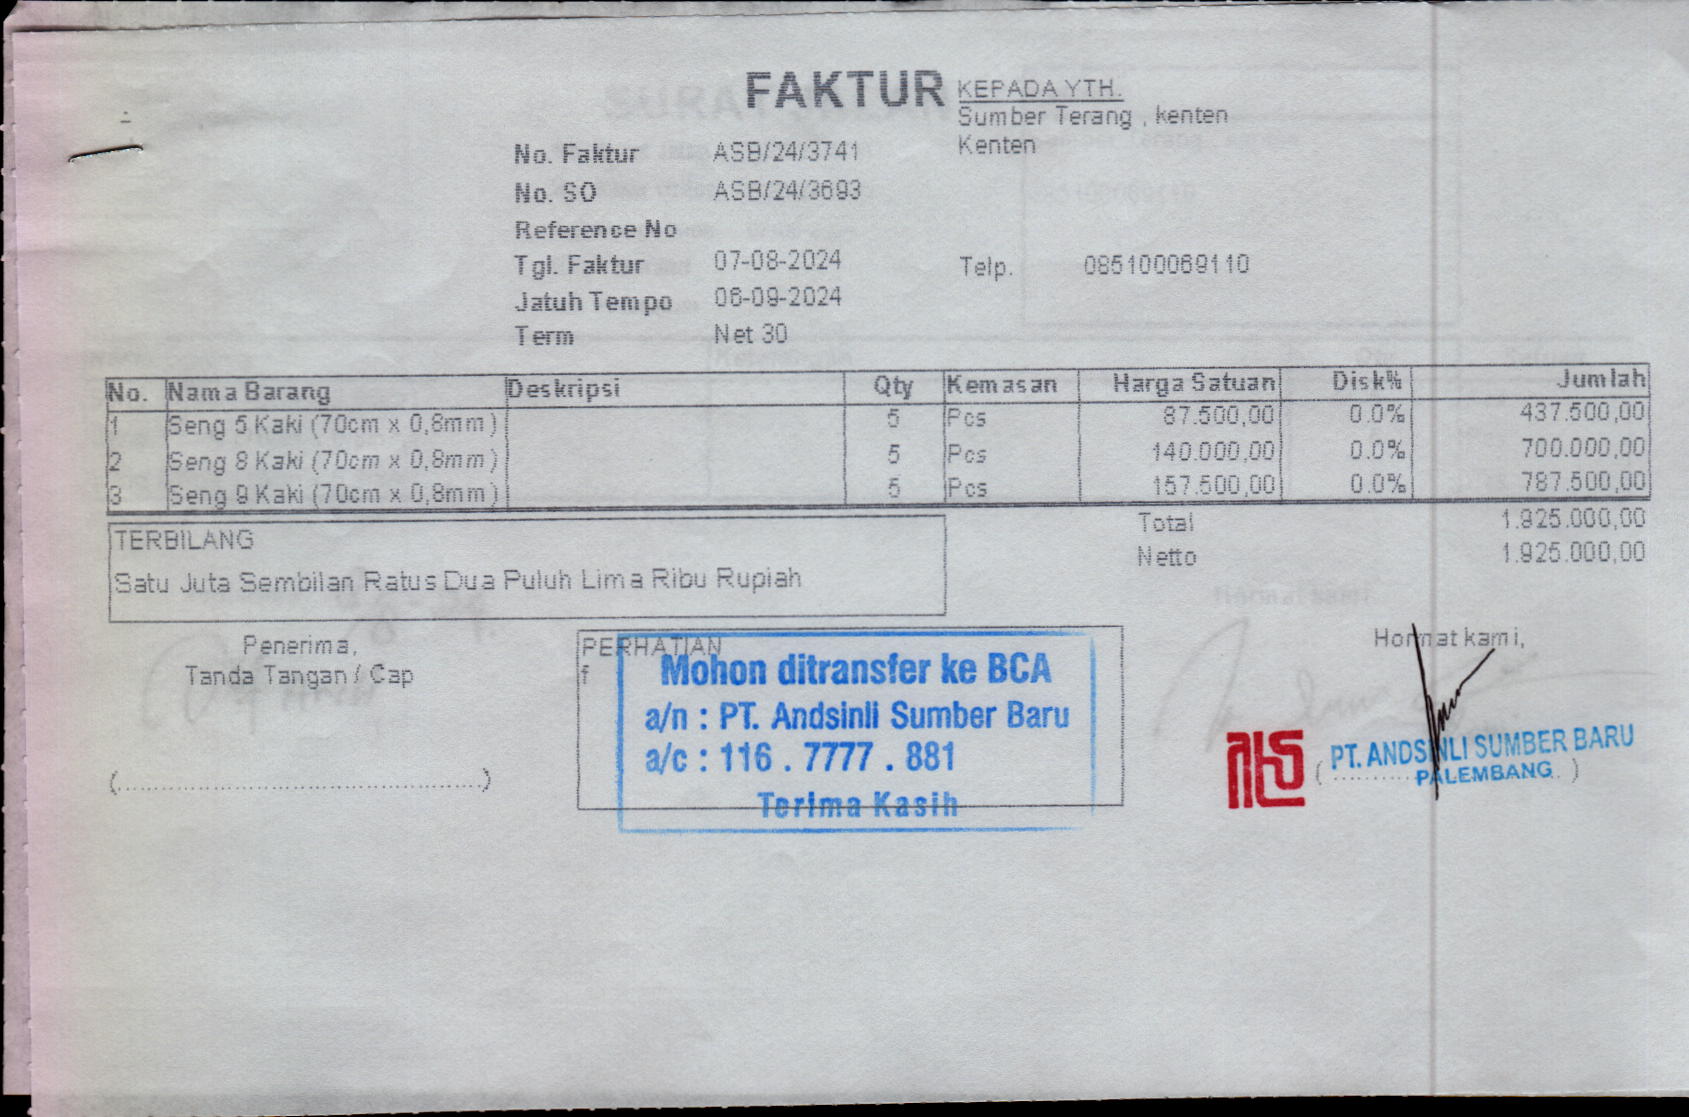 FAKTUR
KEPADA YTH.
Sumber Terang , kenten
Kenten
No. Faktur ASB/24/3741
No. SO ASB/24/3693
Reference No
Tgl. Faktur 07-08-2024
Telp. 085100069110
Jatuh Tempo 06-09-2024
Term Net 30
No. Nama Barang Deskripsi Qty Kemasan Harga Satuan Disk% Jumlah
1 Seng 5 Kaki (70cm x 0,8mm) 5 Pcs 87.500,00 0.0% 437.500,00
2 Seng 8 Kaki (70cm x 0,8mm) 5 Pcs 140.000,00 0.0% 700.000,00
3 Seng 9 Kaki (70cm x 0,8mm) 5 Pcs 157.500,00 0.0% 787.500,00
Total 1.925.000,00
Netto 1.925.000,00
TERBILANG
Satu Juta Sembilan Ratus Dua Puluh Lima Ribu Rupiah
Penerima,
Tanda Tangan / Cap
(..............................................)
PERHATIAN
f
Mohon ditransfer ke BCA
a/n : PT. Andsinli Sumber Baru
a/c : 116 . 7777 . 881
Terima Kasih
Hormat kami,
PT. ANDSINLI SUMBER BARU
PALEMBANG